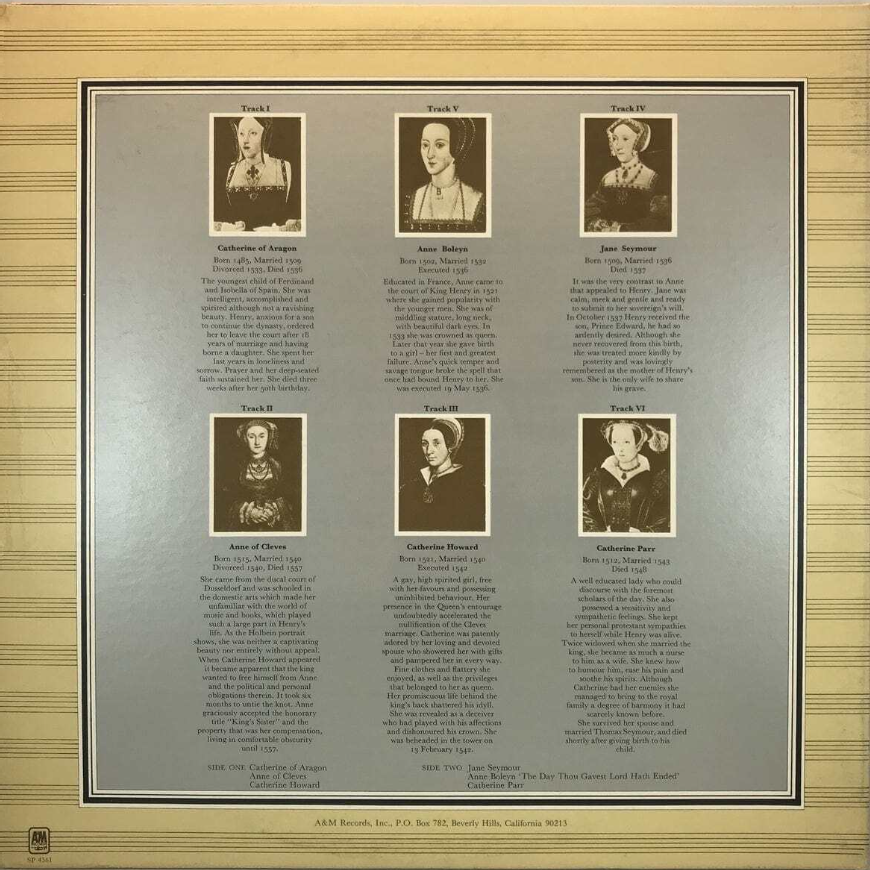 Track I
Catherine of Aragon
Born 1485, Married 1509
Divorced 1533, Died 1536
The youngest child of Ferdinand
and Isobella of Spain. She was
intelligent, accomplished and
spirited although not a ravishing
beauty. Henry, anxious for a son
to continue the dynasty, ordered
her to leave the court after 18
years of marriage and having
borne a daughter. She spent her
last years in loneliness and
sorrow. Prayer and her deep-seated
faith sustained her. She died three
weeks after her 50th birthday.
Track V
Anne Boleyn
Born 1502, Married 1532
Executed 1536
Educated in France, Anne came to
the court of King Henry in 1521
where she gained popularity with
the younger men. She was of
middling stature, long neck,
with beautiful dark eyes. In
1533 she was crowned as queen.
Later that year she gave birth
to a girl – her first and greatest
failure. Anne's quick temper and
savage tongue broke the spell that
once had bound Henry to her. She
was executed 19 May 1536.
Track IV
Jane Seymour
Born 1509, Married 1536
Died 1537
It was the very contrast to Anne
that appealed to Henry. Jane was
calm, meek and gentle and ready
to submit to her sovereign's will.
In October 1537 Henry received the
son, Prince Edward, he had so
ardently desired. Although she
never recovered from this birth,
she was treated more kindly by
posterity and was lovingly
remembered as the mother of Henry's
son. She is the only wife to share
his grave.
Track II
Anne of Cleves
Born 1515, Married 1540
Divorced 1540, Died 1557
She came from the ducal court of
Dusseldorf and was schooled in
the domestic arts which made her
unfamiliar with the world of
music and books, which played
such a large part in Henry's
life. As the Holbein portrait
shows, she was neither a captivating
beauty nor entirely without appeal.
When Catherine Howard appeared
it became apparent that the king
wanted to free himself from Anne
and the political and personal
obligations therein. It took six
months to untie the knot. Anne
graciously accepted the honorary
title "King's Sister" and the
property that was her compensation,
living in comfortable obscurity
until 1557.
Track III
Catherine Howard
Born 1521, Married 1540
Executed 1542
A gay, high spirited girl, free
with her favours and possessing
uninhibited behaviour. Her
presence in the Queen's entourage
undoubtedly accelerated the
nullification of the Cleves
marriage. Catherine was patently
adored by her loving and devoted
spouse who showered her with gifts
and pampered her in every way.
Fine clothes and flattery she
enjoyed, as well as the privileges
that belonged to her as queen.
Her promiscuous life behind the
king's back shattered his idyll.
She was revealed as a deceiver
who had played with his affections
and dishonoured his crown. She
was beheaded in the tower on
13 February 1542.
Track VI
Catherine Parr
Born 1512, Married 1543
Died 1548
A well educated lady who could
discourse with the foremost
scholars of the day. She also
possessed a sensitivity and
sympathetic feelings. She kept
her personal protestant sympathies
to herself while Henry was alive.
Twice widowed when she married the
king, she became as much a nurse
to him as a wife. She knew how
to humour him, ease his pain and
soothe his spirits. Although
Catherine had her enemies she
managed to bring to the royal
family a degree of harmony it had
scarcely known before.
She survived her spouse and
married Thomas Seymour, and died
shortly after giving birth to his
child.
SIDE ONE Catherine of Aragon
Anne of Cleves
Catherine Howard
SIDE TWO Jane Seymour
Anne Boleyn 'The Day Thou Gavest Lord Hath Ended'
Catherine Parr
A&M Records, Inc., P.O. Box 782, Beverly Hills, California 90213
A&M
SP 4361